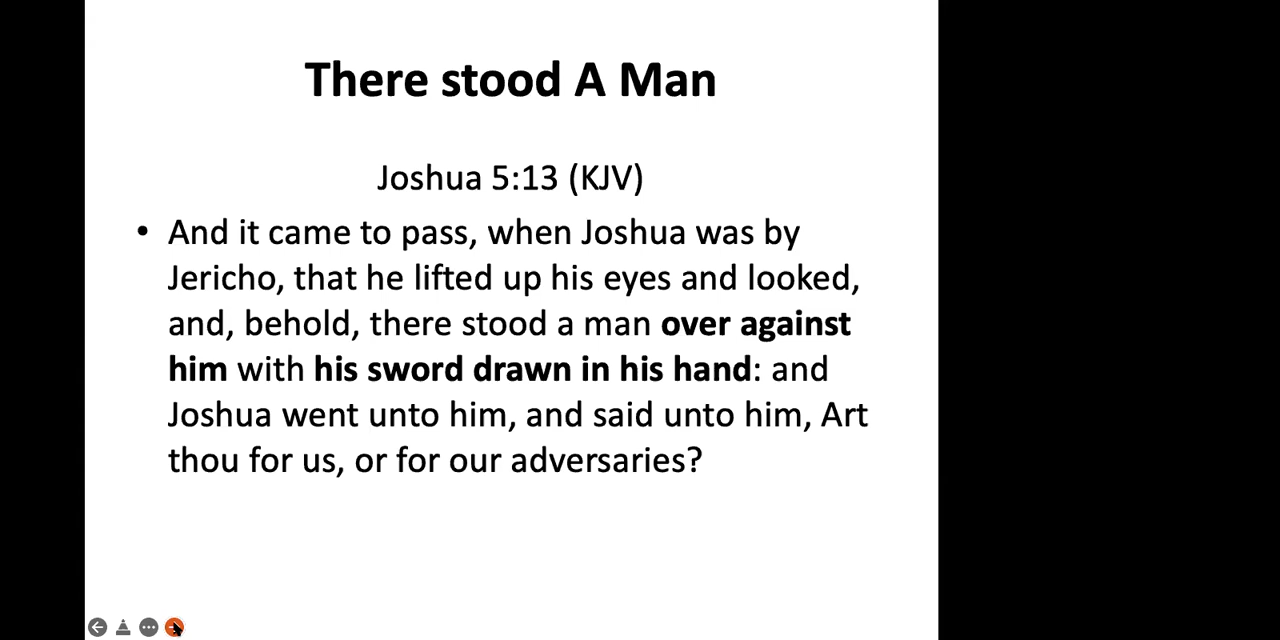 There stood A Man
Joshua 5:13 (KJV)
• And it came to pass, when Joshua was by
Jericho, that he lifted up his eyes and looked,
and, behold, there stood a man over against
him with his sword drawn in his hand: and
Joshua went unto him, and said unto him, Art
thou for us, or for our adversaries?